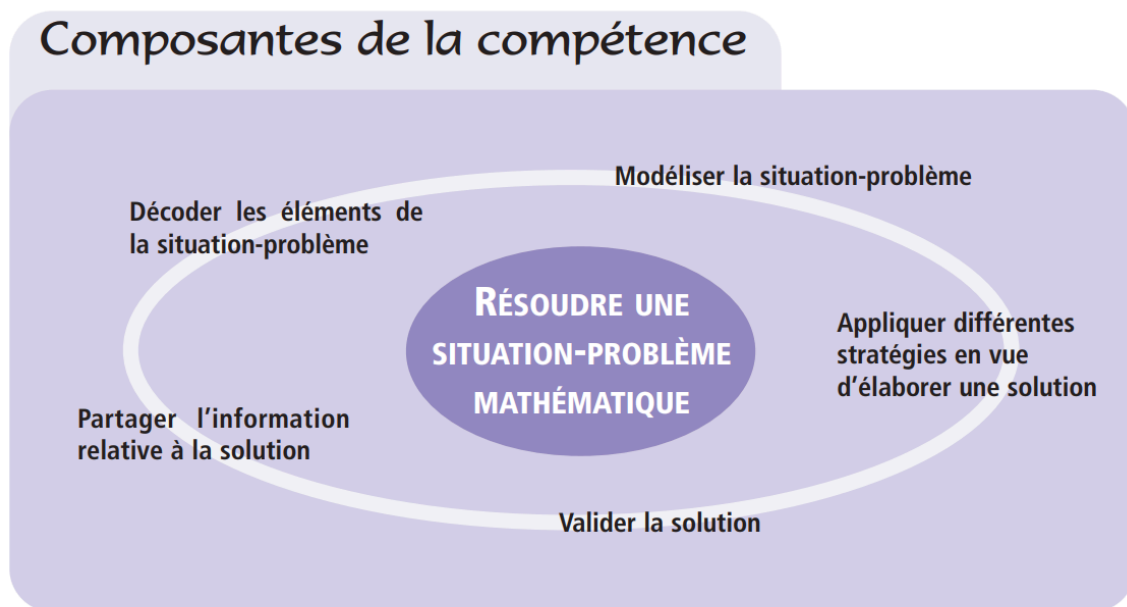 Composantes de la compétence
Modéliser la situation-problème
Décoder les éléments de
la situation-problème
RÉSOUDRE UNE
SITUATION-PROBLÈME
MATHÉMATIQUE
Appliquer différentes
stratégies en vue
d’élaborer une solution
Partager l’information
relative à la solution
Valider la solution